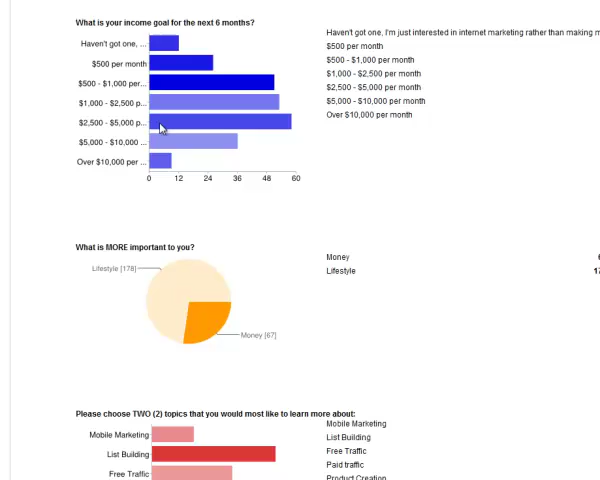 What is your income goal for the next 6 months?
Haven't got one, ...
$500 per month
$500 - $1,000 per...
$1,000 - $2,500 p...
$2,500 - $5,000 p...
$5,000 - $10,000 ...
Over $10,000 per ...
0 12 24 36 48 60
Haven't got one, I'm just interested in internet marketing rather than making m
$500 per month
$500 - $1,000 per month
$1,000 - $2,500 per month
$2,500 - $5,000 per month
$5,000 - $10,000 per month
Over $10,000 per month
What is MORE important to you?
Lifestyle [178]
Money [67]
Money 6
Lifestyle 17
Please choose TWO (2) topics that you would most like to learn more about:
Mobile Marketing
List Building
Free Traffic
Mobile Marketing
List Building
Free Traffic
Paid traffic
Product Creation